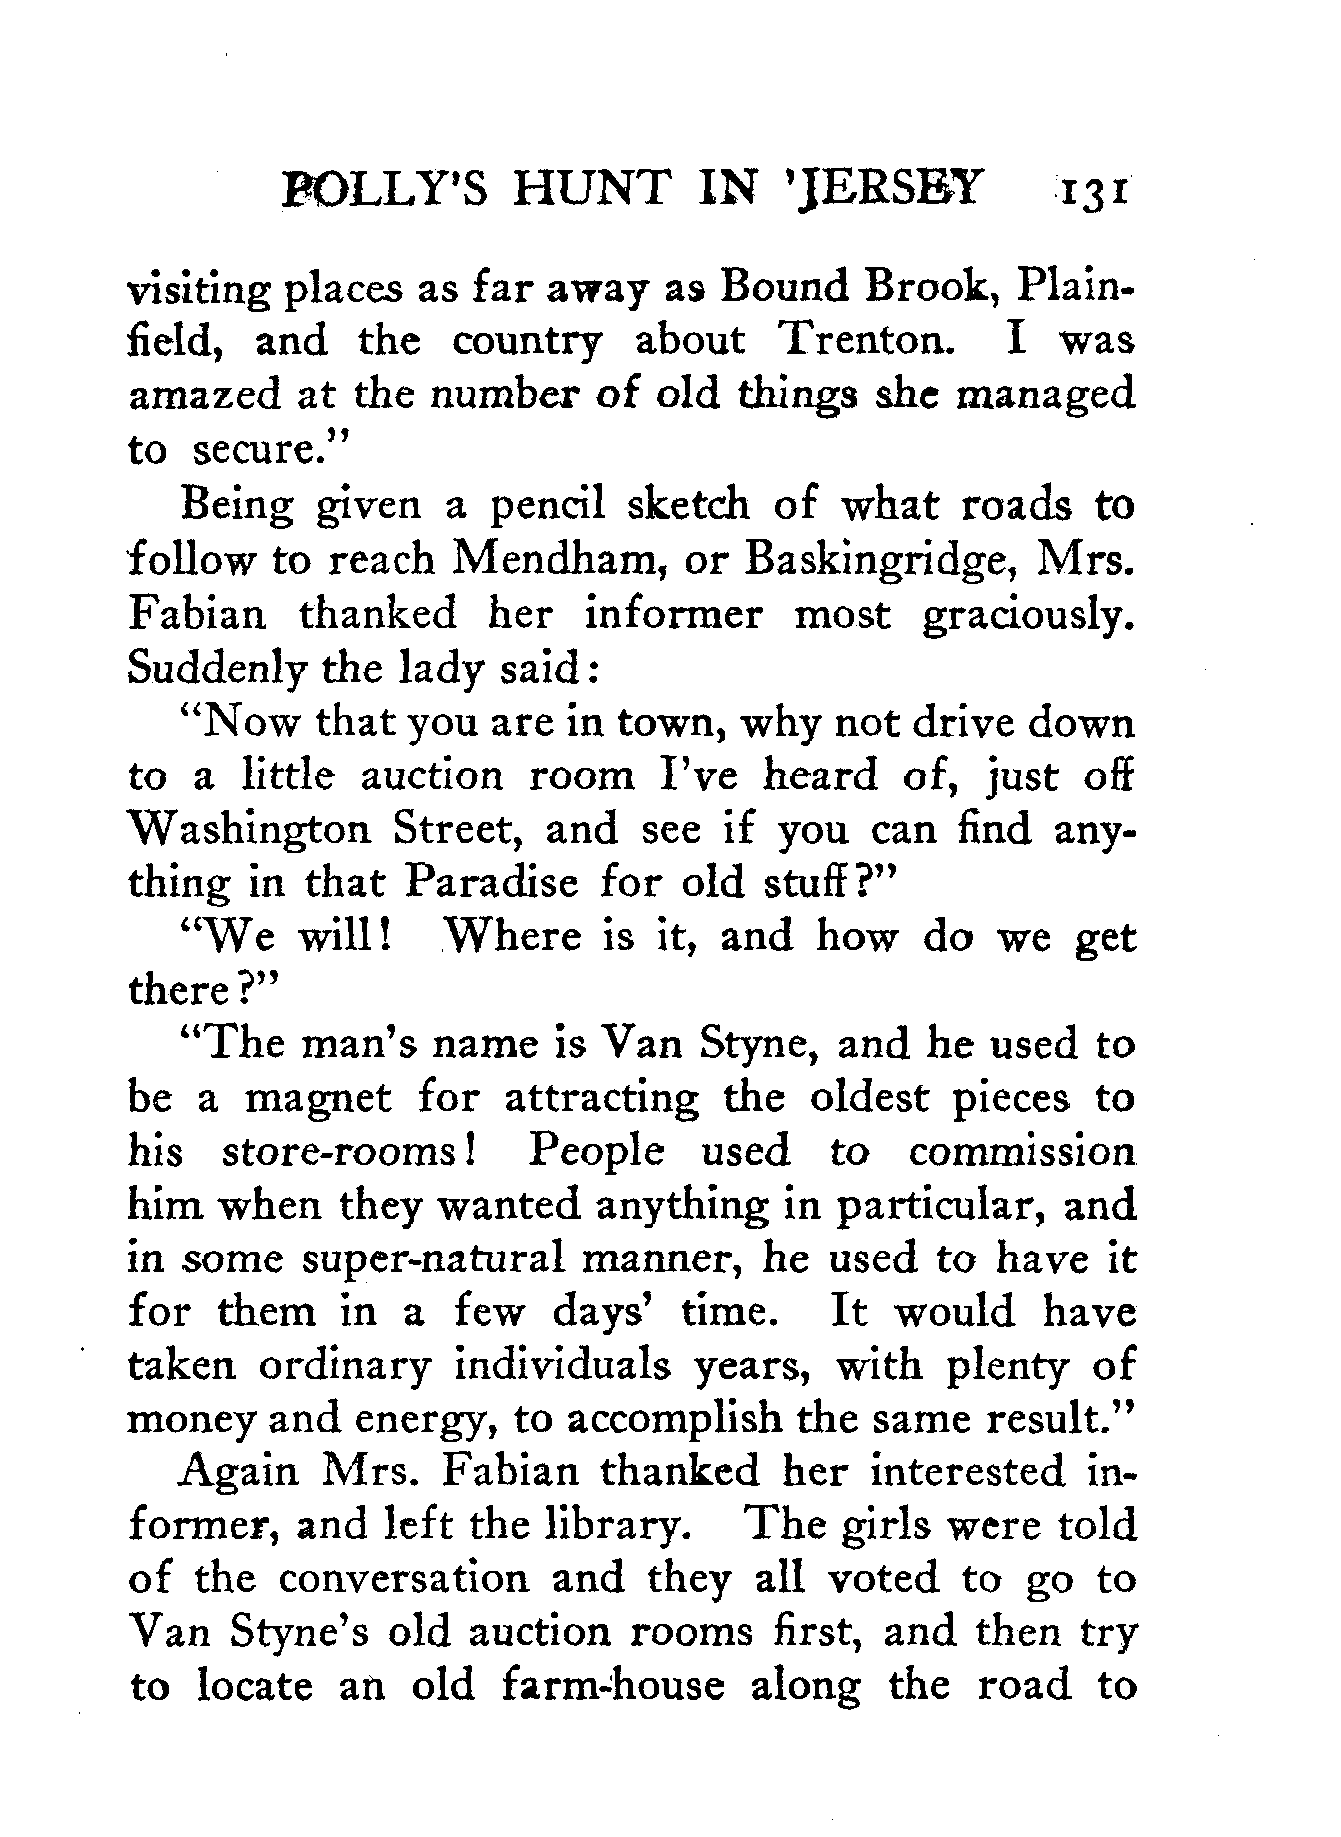 POLLY'S HUNT IN 'JERSEY 131
visiting places as far away as Bound Brook, Plain-
field, and the country about Trenton. I was
amazed at the number of old things she managed
to secure."
Being given a pencil sketch of what roads to
follow to reach Mendham, or Baskingridge, Mrs.
Fabian thanked her informer most graciously.
Suddenly the lady said:
"Now that you are in town, why not drive down
to a little auction room I've heard of, just off
Washington Street, and see if you can find any-
thing in that Paradise for old stuff?"
"We will! Where is it, and how do we get
there?"
"The man's name is Van Styne, and he used to
be a magnet for attracting the oldest pieces to
his store-rooms! People used to commission
him when they wanted anything in particular, and
in some super-natural manner, he used to have it
for them in a few days' time. It would have
taken ordinary individuals years, with plenty of
money and energy, to accomplish the same result."
Again Mrs. Fabian thanked her interested in-
former, and left the library. The girls were told
of the conversation and they all voted to go to
Van Styne's old auction rooms first, and then try
to locate an old farm-house along the road to